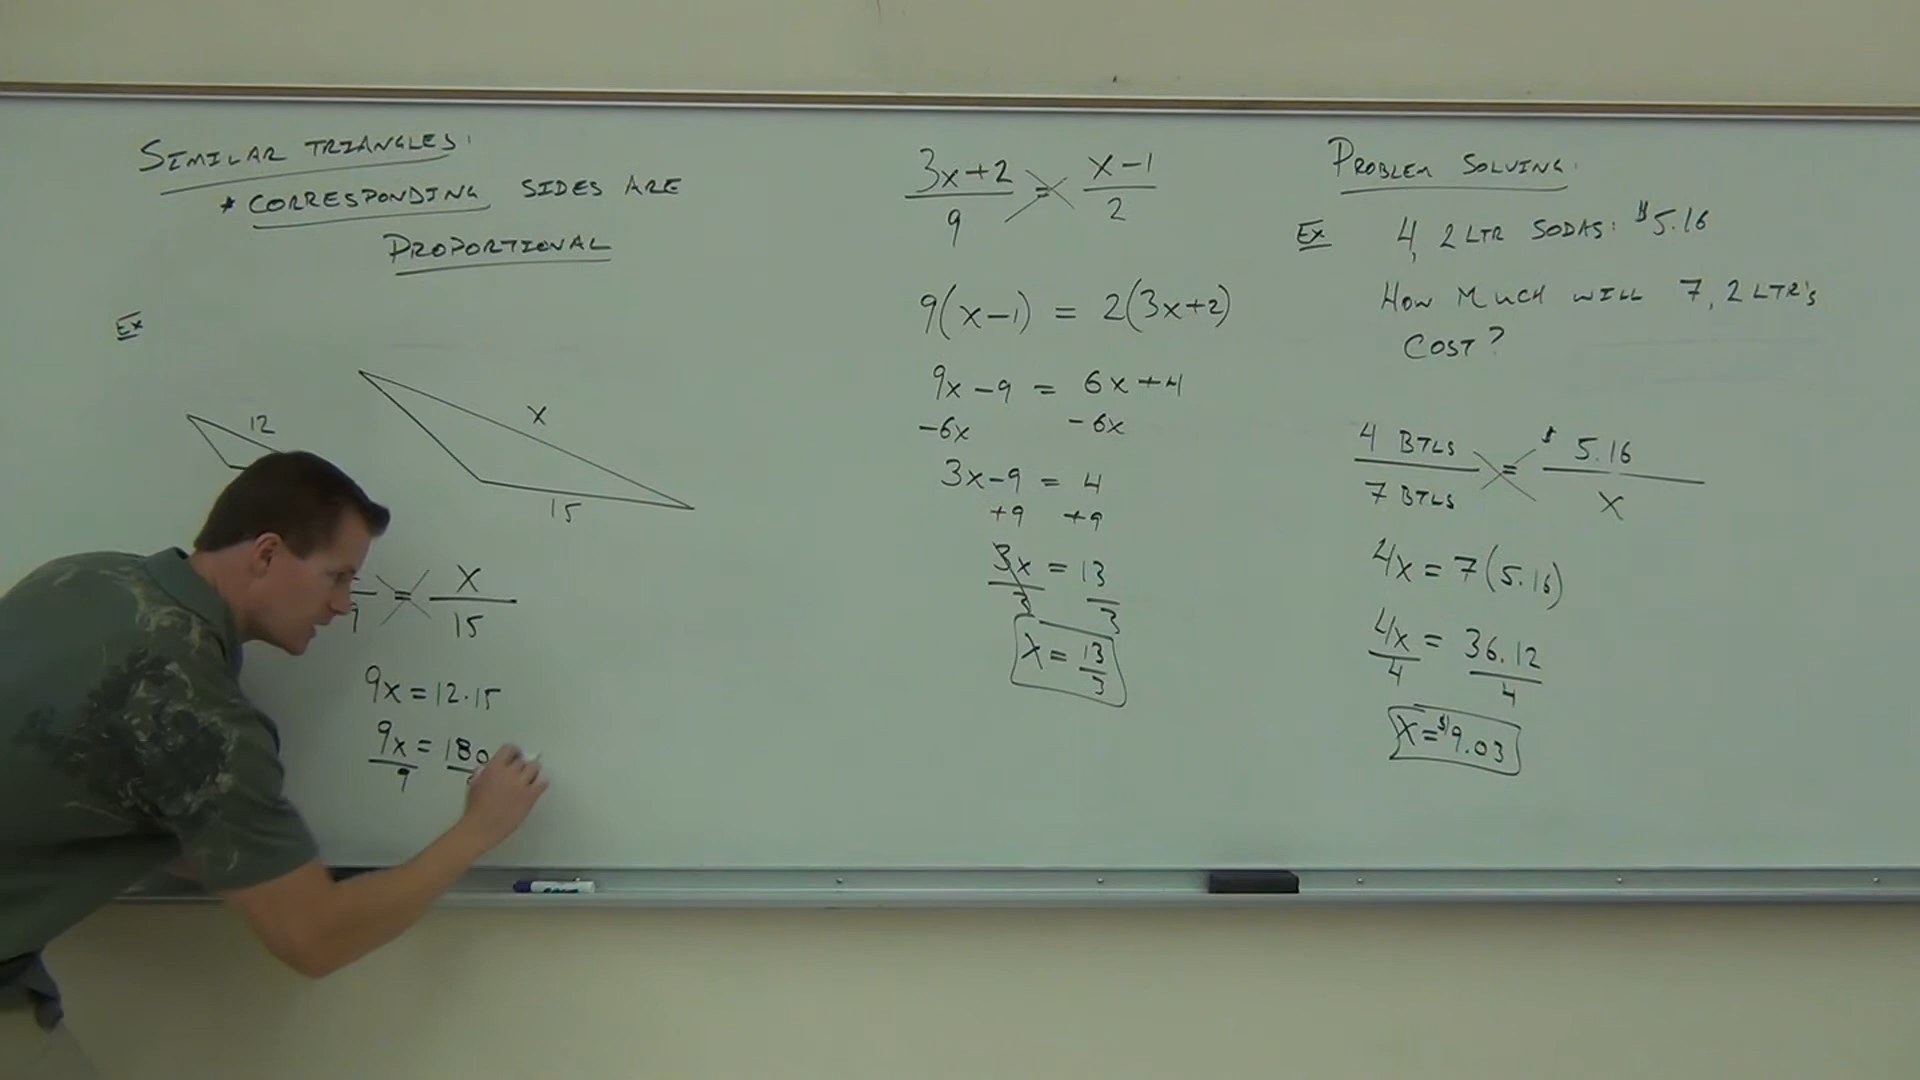 SIMILAR TRIANGLES:
* CORRESPONDING SIDES ARE
PROPORTIONAL
Ex
12
x
15
9 = x/15
9x = 12·15
9x = 180
9
3x+2/9 = x-1/2
9(x-1) = 2(3x+2)
9x-9 = 6x+4
-6x -6x
3x-9 = 4
+9 +9
3x/3 = 13/3
x = 13/3
PROBLEM SOLVING:
Ex 4, 2 LTR SODAS: $5.16
HOW MUCH WILL 7, 2 LTR'S
COST?
4 BTLS/7 BTLS = $5.16/x
4x = 7(5.16)
4x/4 = 36.12/4
x = $9.03